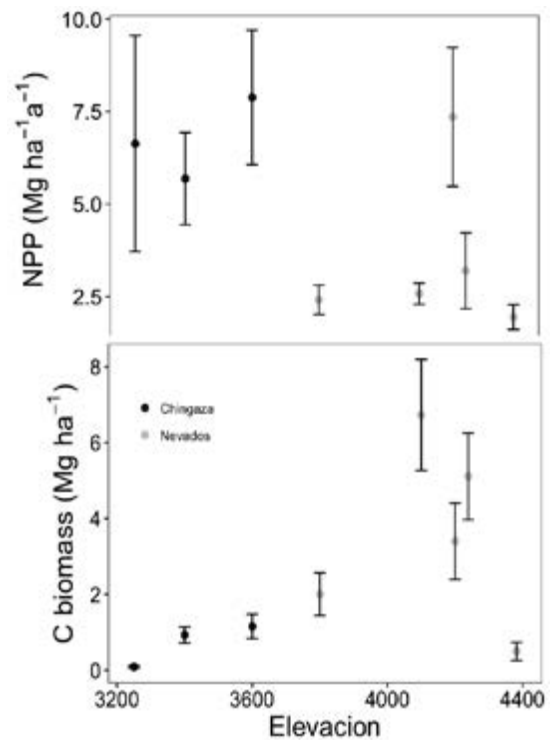 10.0
7.5
5.0
2.5
NPP (Mg ha⁻¹a⁻¹)
8
6
4
2
0
C biomass (Mg ha⁻¹)
Chingaza
Nevados
3200 3600 4000 4400
Elevacion